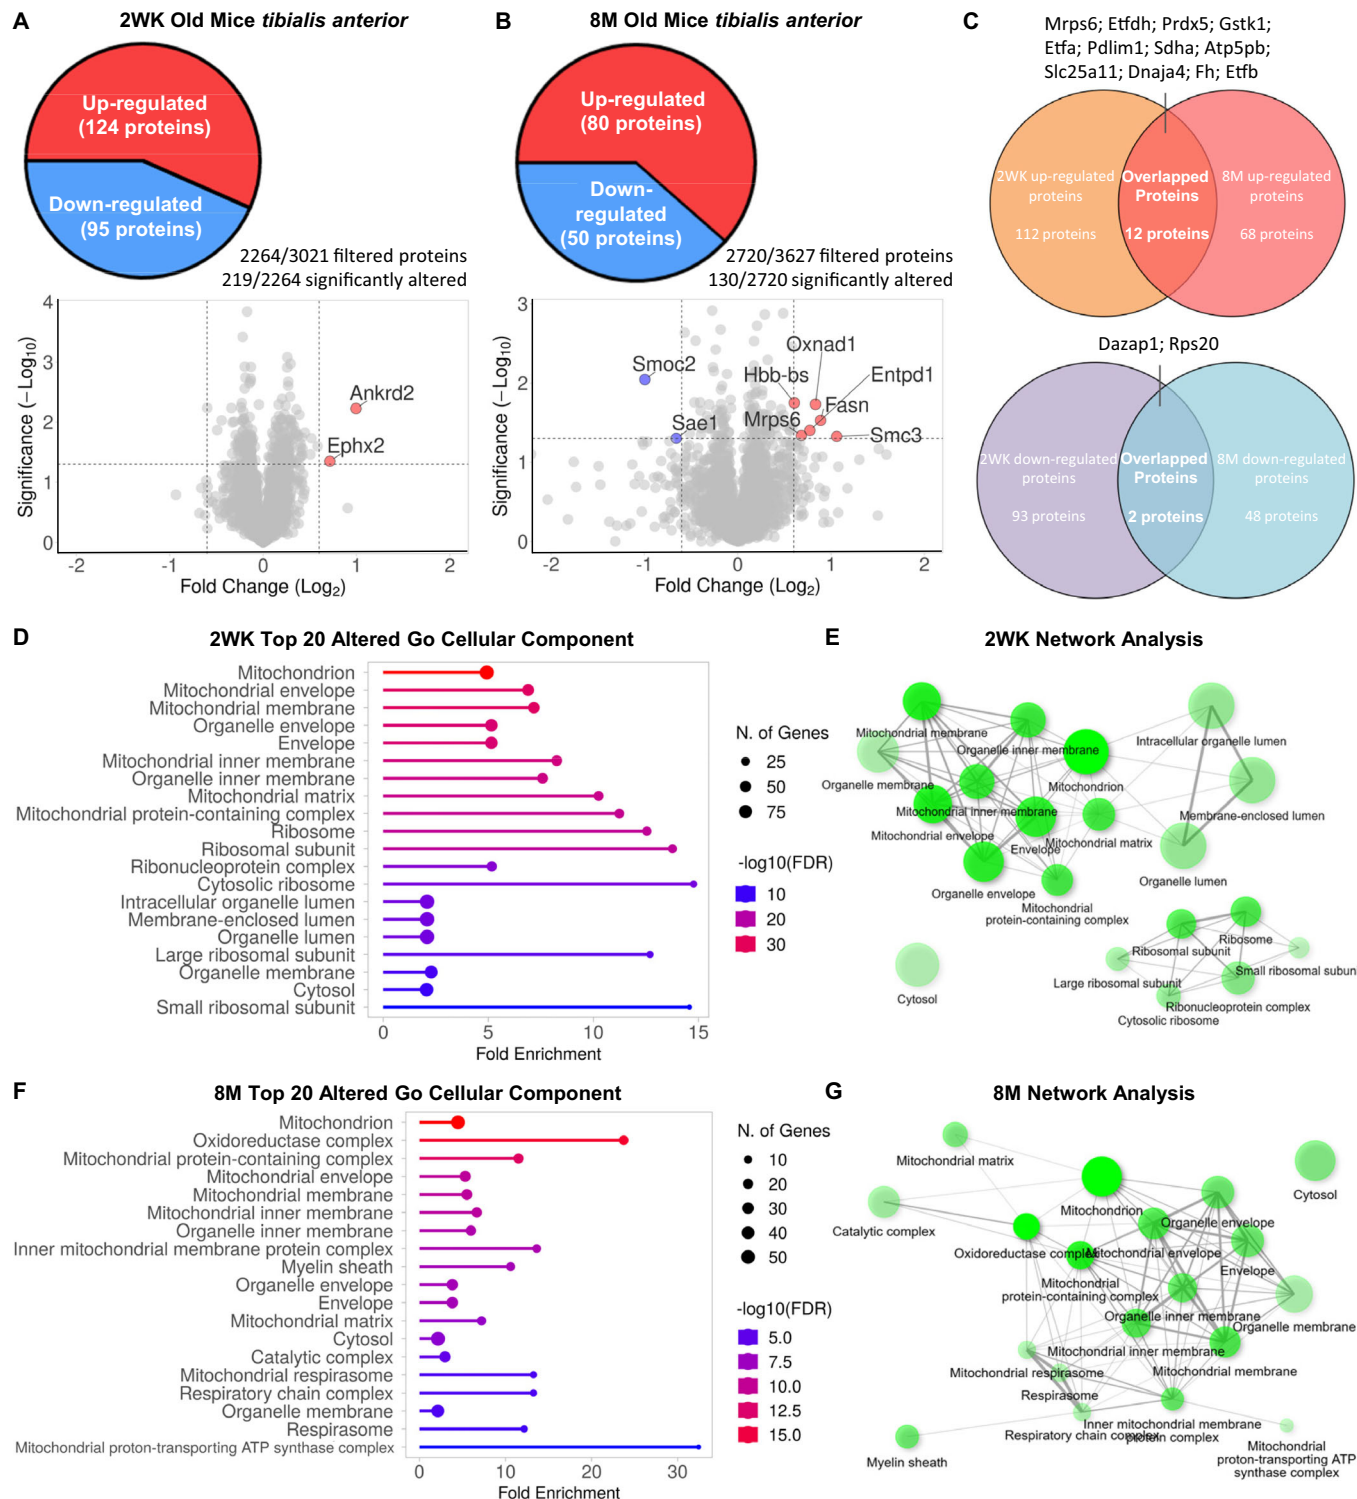 A
2WK Old Mice tibialis anterior
Up-regulated
(124 proteins)
Down-regulated
(95 proteins)
2264/3021 filtered proteins
219/2264 significantly altered
4
3
2
1
0
Significance (– Log10)
Ankrd2
Ephx2
-2
-1
0
1
2
Fold Change (Log2)
B
8M Old Mice tibialis anterior
Up-regulated
(80 proteins)
Down-
regulated
(50 proteins)
2720/3627 filtered proteins
130/2720 significantly altered
3
2
1
0
Significance (– Log10)
Smoc2
Sae1
Oxnad1
Hbb-bs
Entpd1
Mrps6
Fasn
Smc3
-2
-1
0
1
2
Fold Change (Log2)
C
Mrps6; Etfdh; Prdx5; Gstk1;
Etfa; Pdlim1; Sdha; Atp5pb;
Slc25a11; Dnaja4; Fh; Etfb
2WK up-regulated
proteins
112 proteins
Overlapped
Proteins
12 proteins
8M up-regulated
proteins
68 proteins
Dazap1; Rps20
2WK down-regulated
proteins
93 proteins
Overlapped
Proteins
2 proteins
8M down-regulated
proteins
48 proteins
D
2WK Top 20 Altered Go Cellular Component
Mitochondrion
Mitochondrial envelope
Mitochondrial membrane
Organelle envelope
Envelope
Mitochondrial inner membrane
Organelle inner membrane
Mitochondrial matrix
Mitochondrial protein-containing complex
Ribosome
Ribosomal subunit
Ribonucleoprotein complex
Cytosolic ribosome
Intracellular organelle lumen
Membrane-enclosed lumen
Organelle lumen
Large ribosomal subunit
Organelle membrane
Cytosol
Small ribosomal subunit
0
5
10
15
Fold Enrichment
N. of Genes
25
50
75
-log10(FDR)
10
20
30
E
2WK Network Analysis
Mitochondrial membrane
Organelle inner membrane
Intracellular organelle lumen
Organelle membrane
Mitochondrion
Mitochondrial inner membrane
Membrane-enclosed lumen
Mitochondrial envelope
Envelope
Mitochondrial matrix
Organelle envelope
Organelle lumen
Mitochondrial
protein-containing complex
Ribosome
Ribosomal subunit
Small ribosomal subun
Large ribosomal subunit
Ribonucleoprotein complex
Cytosolic ribosome
Cytosol
F
8M Top 20 Altered Go Cellular Component
Mitochondrion
Oxidoreductase complex
Mitochondrial protein-containing complex
Mitochondrial envelope
Mitochondrial membrane
Mitochondrial inner membrane
Organelle inner membrane
Inner mitochondrial membrane protein complex
Myelin sheath
Organelle envelope
Envelope
Mitochondrial matrix
Cytosol
Catalytic complex
Mitochondrial respirasome
Respiratory chain complex
Organelle membrane
Respirasome
Mitochondrial proton-transporting ATP synthase complex
0
10
20
30
Fold Enrichment
N. of Genes
10
20
30
40
50
-log10(FDR)
5.0
7.5
10.0
12.5
15.0
G
8M Network Analysis
Mitochondrial matrix
Cytosol
Mitochondrion
Organelle envelope
Catalytic complex
Oxidoreductase complex
Mitochondrial envelope
Envelope
Mitochondrial
protein-containing complex
Organelle inner membrane
Organelle membrane
Mitochondrial inner membrane
Mitochondrial respirasome
Mitochondrial membrane
Respirasome
Inner mitochondrial membrane
protein complex
Respiratory chain complex
Myelin sheath
Mitochondrial
proton-transporting ATP
synthase complex